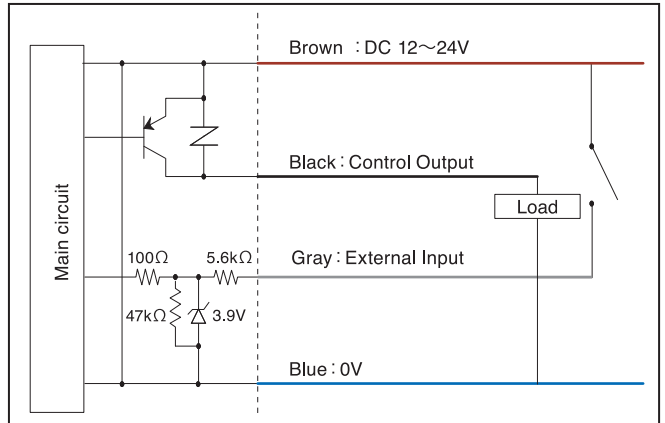 Brown : DC 12～24V
Main circuit
Black : Control Output
Load
100Ω
5.6kΩ
Gray : External Input
47kΩ
3.9V
Blue : 0V